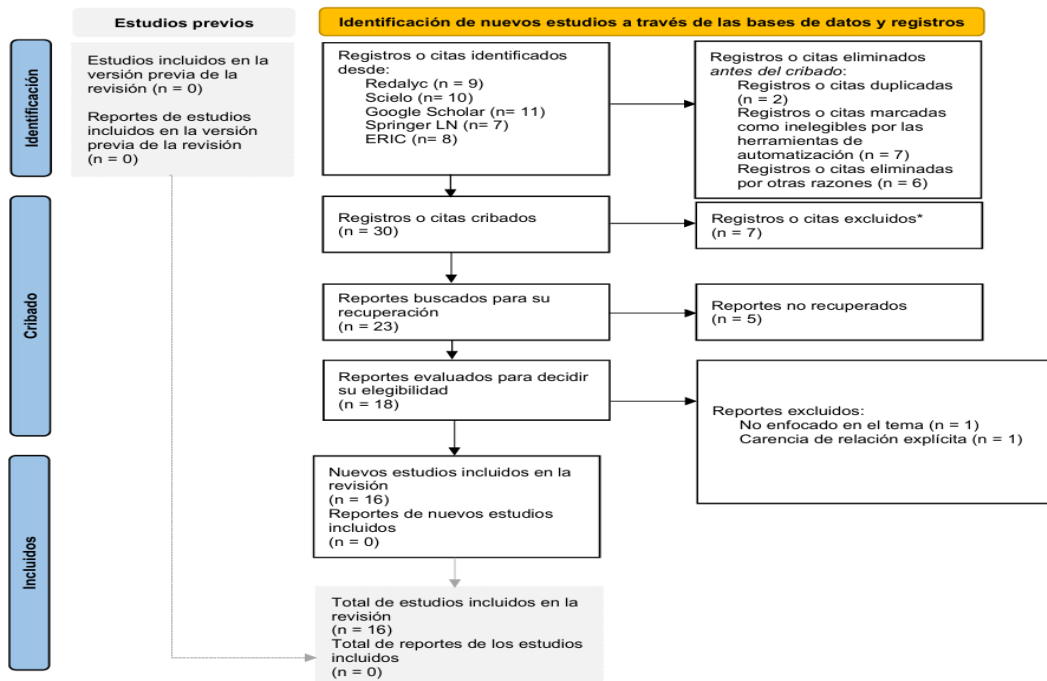 Estudios previos
Identificación de nuevos estudios a través de las bases de datos y registros
Identificación
Estudios incluidos en la
versión previa de la
revisión (n = 0)
Reportes de estudios
incluidos en la versión
previa de la revisión
(n = 0)
Registros o citas identificados
desde:
Redalyc (n = 9)
Scielo (n= 10)
Google Scholar (n= 11)
Springer LN (n= 7)
ERIC (n= 8)
Registros o citas eliminados
antes del cribado:
Registros o citas duplicadas
(n = 2)
Registros o citas marcadas
como inelegibles por las
herramientas de
automatización (n = 7)
Registros o citas eliminadas
por otras razones (n = 6)
Cribado
Registros o citas cribados
(n = 30)
Registros o citas excluidos*
(n = 7)
Reportes buscados para su
recuperación
(n = 23)
Reportes no recuperados
(n = 5)
Reportes evaluados para decidir
su elegibilidad
(n = 18)
Reportes excluidos:
No enfocado en el tema (n = 1)
Carencia de relación explícita (n = 1)
Incluidos
Nuevos estudios incluidos en la
revisión
(n = 16)
Reportes de nuevos estudios
incluidos
(n = 0)
Total de estudios incluidos en la
revisión
(n = 16)
Total de reportes de los estudios
incluidos
(n = 0)